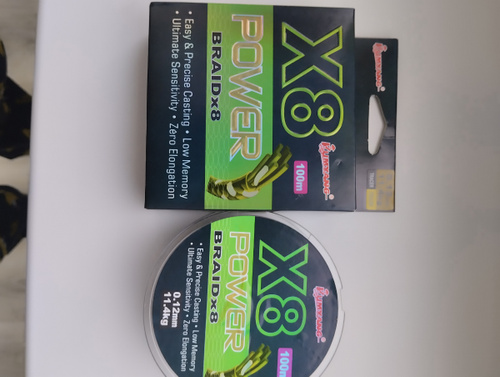 X8
POWER
BRAIDX8
• Easy & Precise Casting • Low Memory
• Ultimate Sensitivity • Zero Elongation
100m
X8
POWER
BRAIDX8
• Easy & Precise Casting • Low Memory
• Ultimate Sensitivity • Zero Elongation
0.12mm
11.4kg
100m